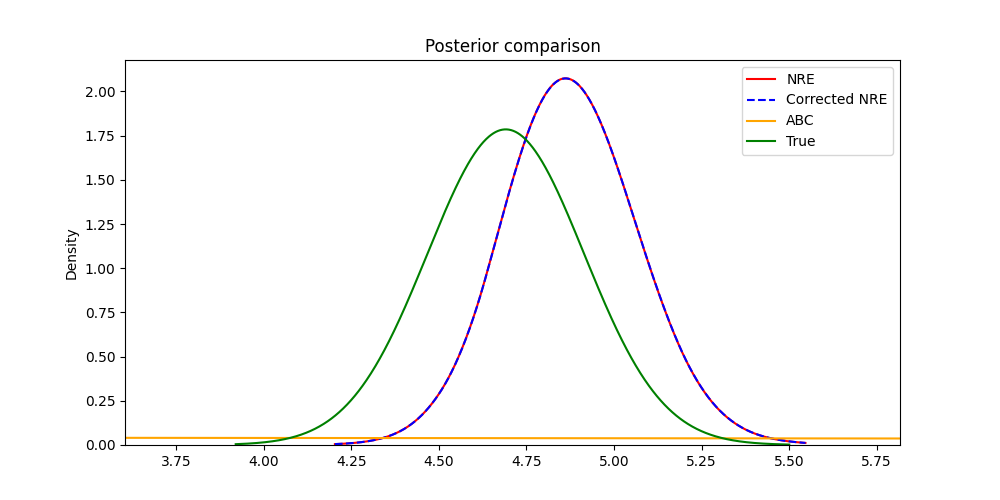 Posterior comparison
NRE
Corrected NRE
ABC
True
Density
2.00
1.75
1.50
1.25
1.00
0.75
0.50
0.25
0.00
3.75 4.00 4.25 4.50 4.75 5.00 5.25 5.50 5.75